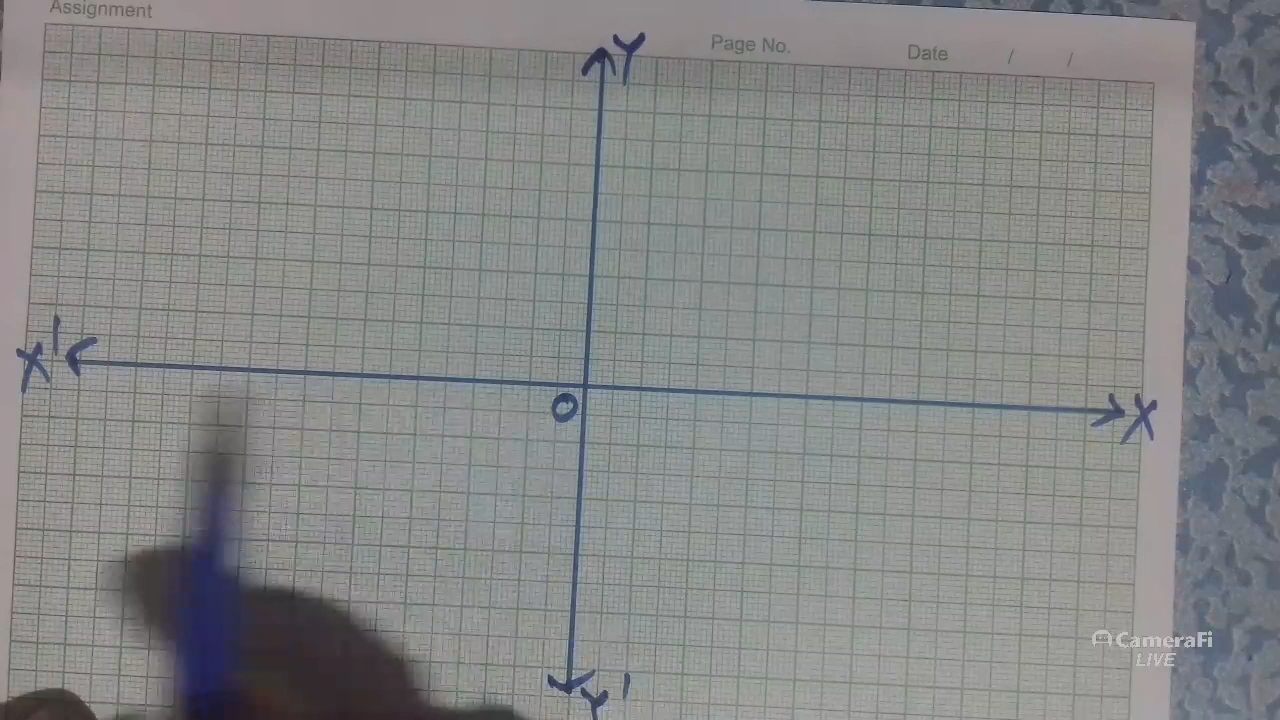 Assignment
Page No.
Date / /
Y
X'
O
X
Y'
CameraFi
LIVE